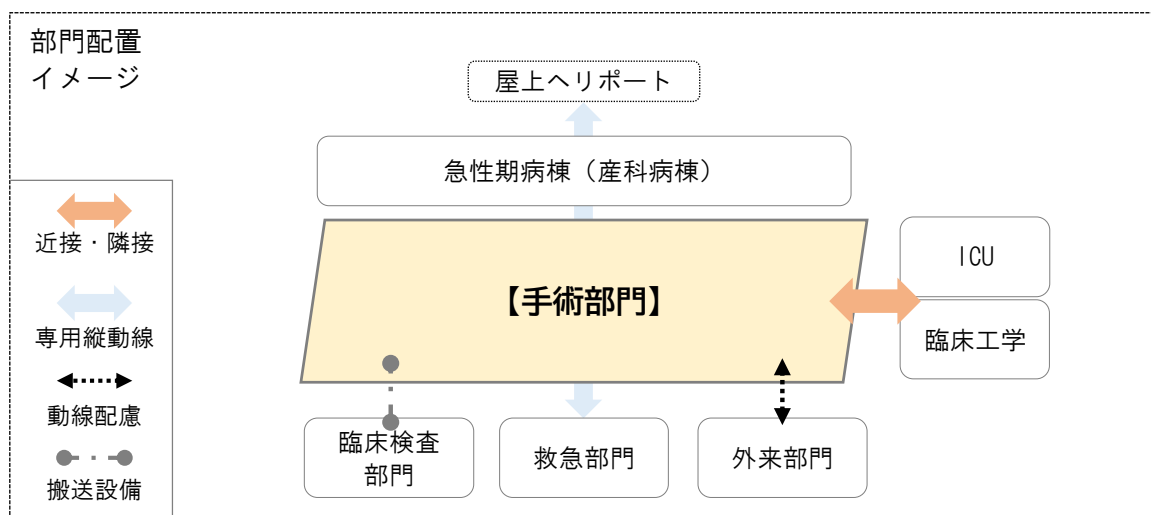 部門配置
イメージ
屋上ヘリポート
急性期病棟（産科病棟）
【手術部門】
ICU
臨床工学
臨床検査
部門
救急部門
外来部門
近接・隣接
専用縦動線
動線配慮
搬送設備